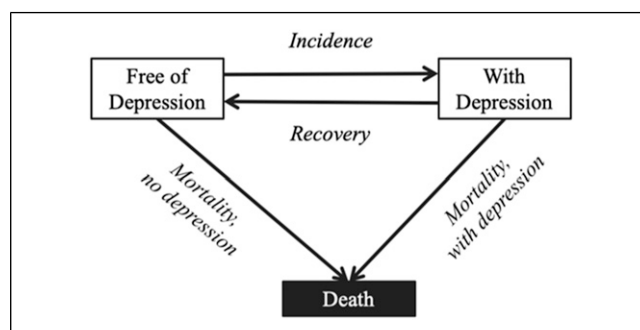 Incidence
Free of
Depression
With
Depression
Recovery
Mortality,
no depression
Mortality,
with depression
Death